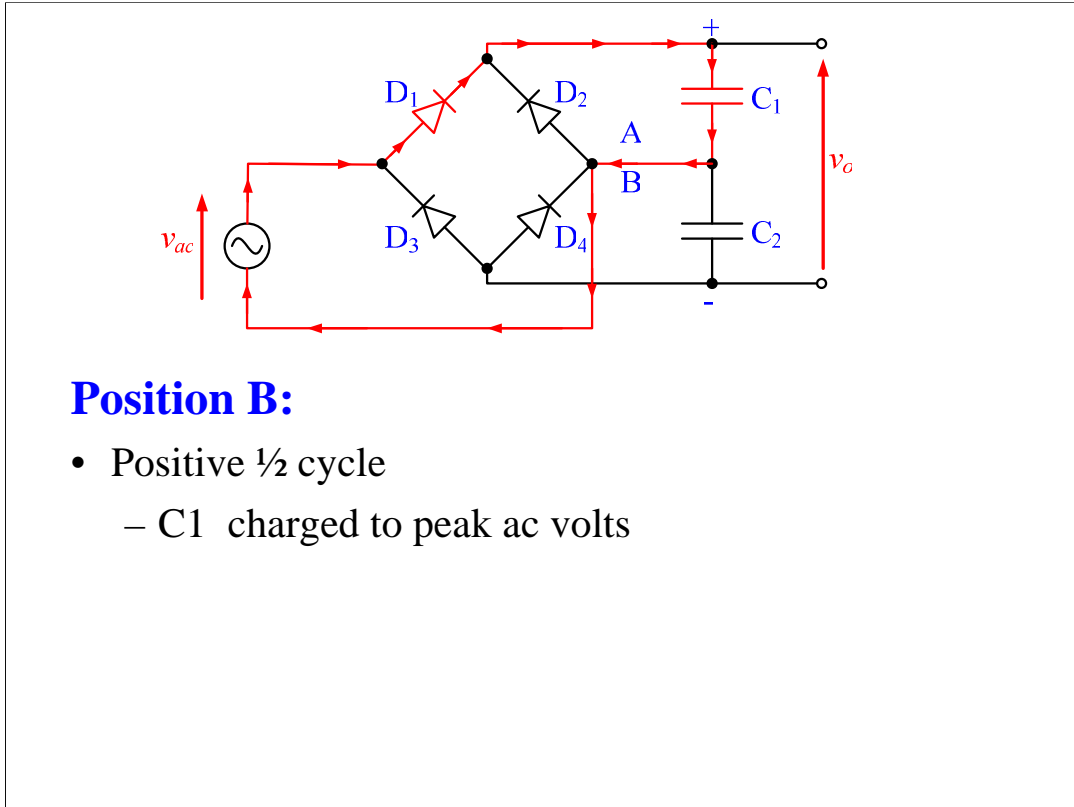 +
D1 D2 C1
A
B
vac vo
D3 D4 C2
-
Position B:
• Positive ½ cycle
– C1 charged to peak ac volts